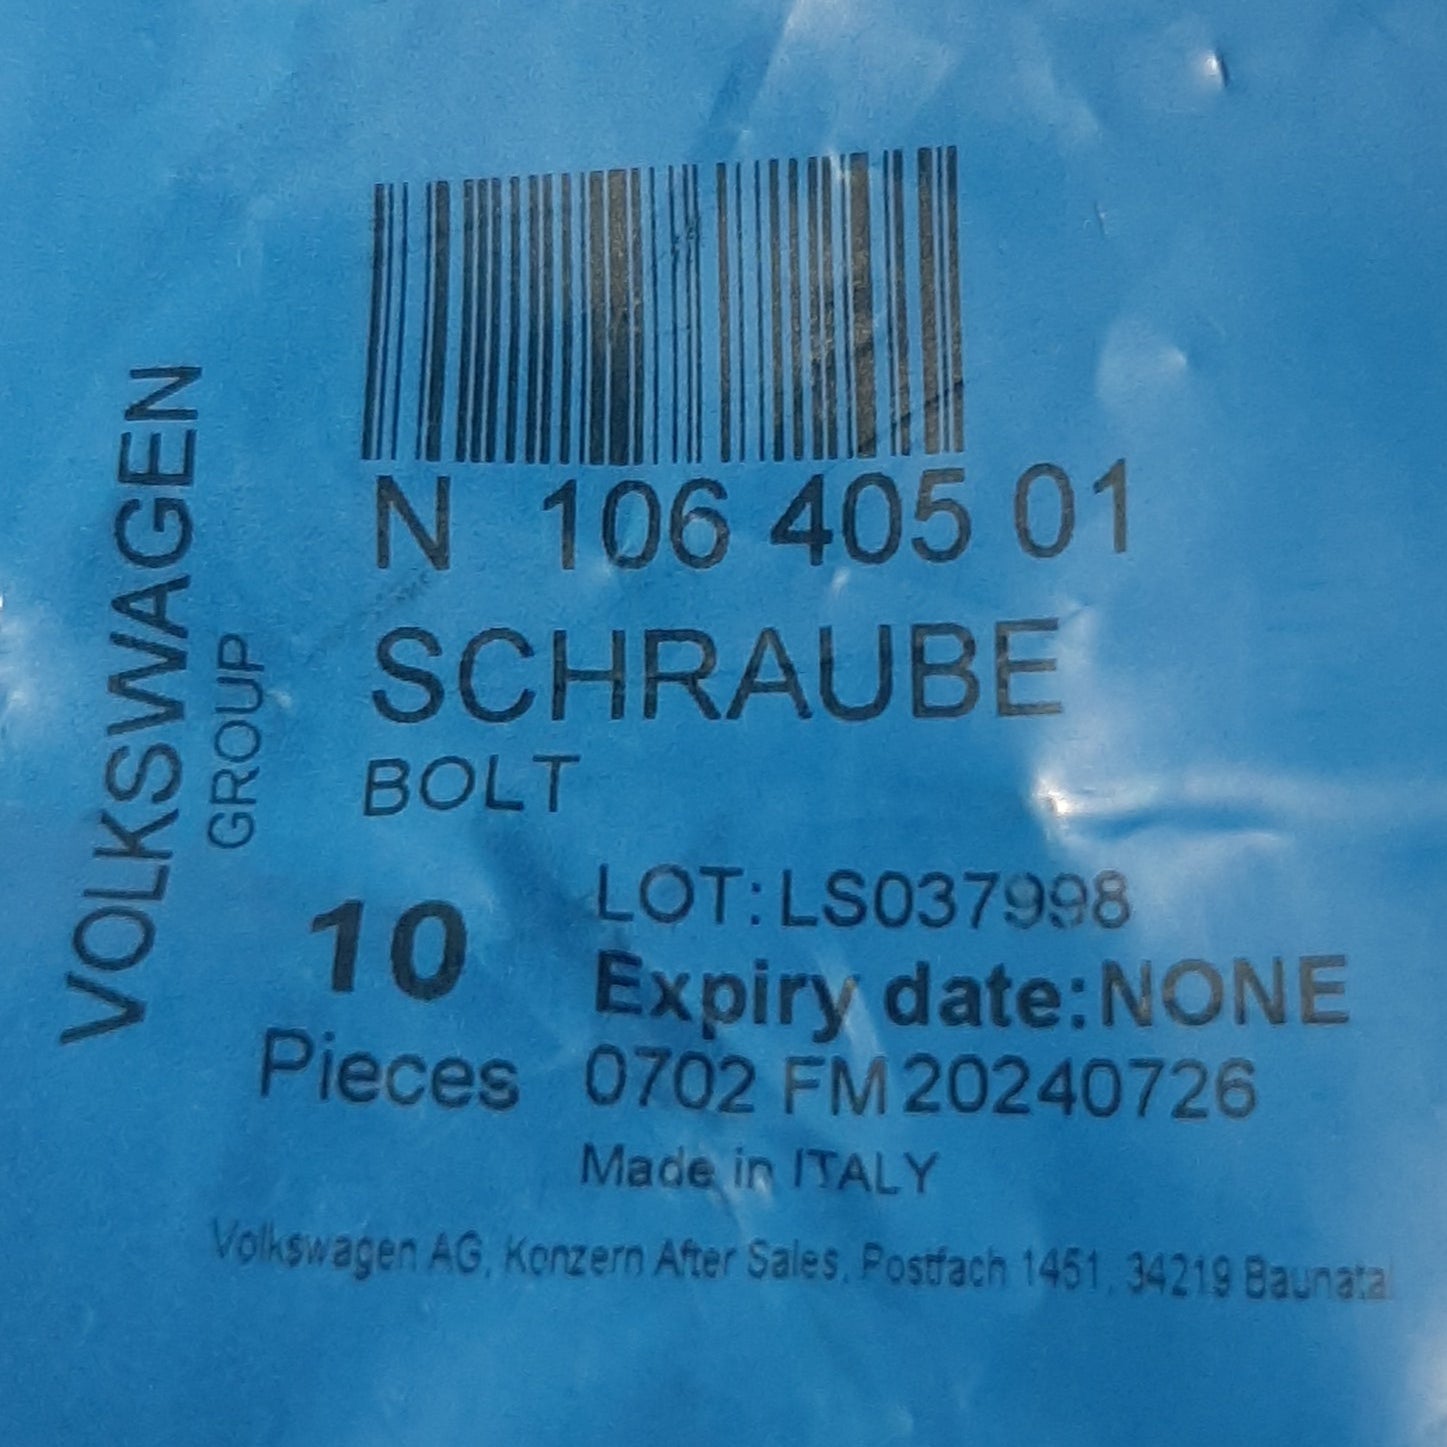 VOLKSWAGEN
GROUP
N 106 405 01
SCHRAUBE
BOLT
10
Pieces
LOT:LS037998
Expiry date:NONE
0702 FM 20240726
Made in ITALY
Volkswagen AG, Konzern After Sales, Postfach 1451, 34219 Baunatal